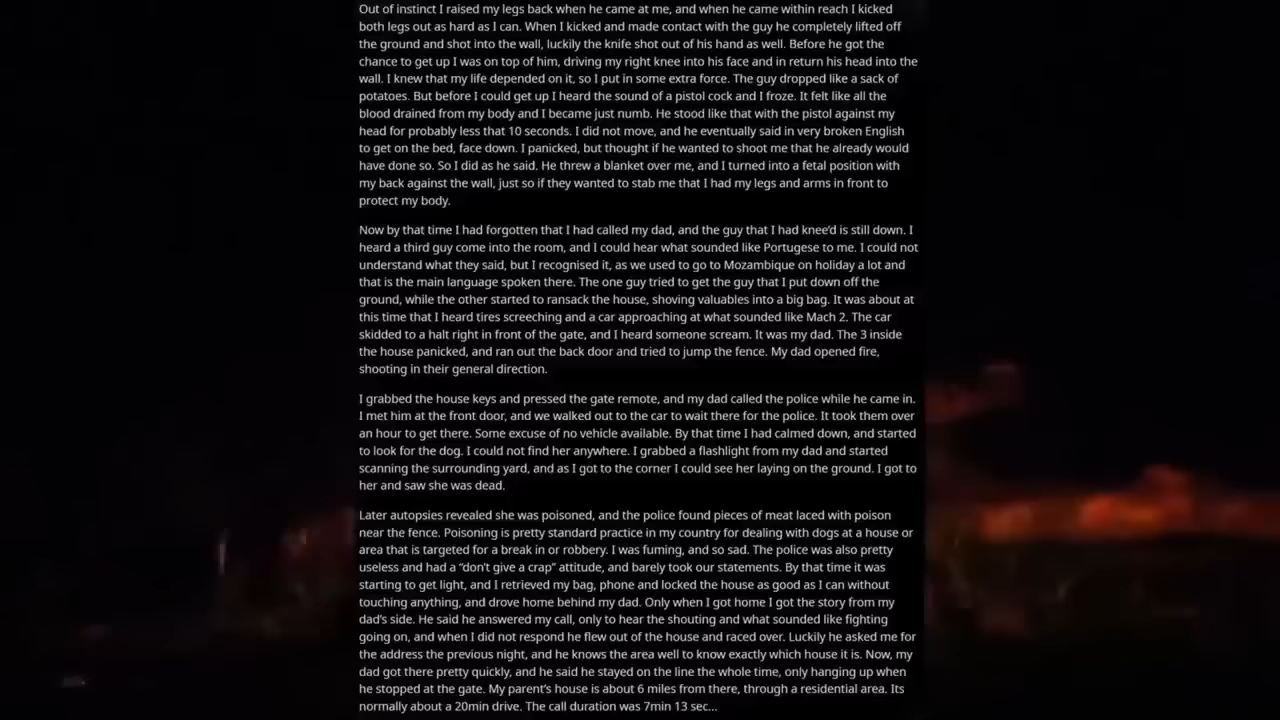 Out of instinct I raised my legs back when he came at me, and when he came within reach I kicked
both legs out as hard as I can. When I kicked and made contact with the guy he completely lifted off
the ground and shot into the wall, luckily the knife shot out of his hand as well. Before he got the
chance to get up I was on top of him, driving my right knee into his face and in return his head into the
wall. I knew that my life depended on it, so I put in some extra force. The guy dropped like a sack of
potatoes. But before I could get up I heard the sound of a pistol cock and I froze. It felt like all the
blood drained from my body and I became just numb. He stood like that with the pistol against my
head for probably less that 10 seconds. I did not move, and he eventually said in very broken English
to get on the bed, face down. I panicked, but thought if he wanted to shoot me that he already would
have done so. So I did as he said. He threw a blanket over me, and I turned into a fetal position with
my back against the wall, just so if they wanted to stab me that I had my legs and arms in front to
protect my body.
Now by that time I had forgotten that I had called my dad, and the guy that I had knee'd is still down. I
heard a third guy come into the room, and I could hear what sounded like Portugese to me. I could not
understand what they said, but I recognised it, as we used to go to Mozambique on holiday a lot and
that is the main language spoken there. The one guy tried to get the guy that I put down off the
ground, while the other started to ransack the house, shoving valuables into a big bag. It was about at
this time that I heard tires screeching and a car approaching at what sounded like Mach 2. The car
skidded to a halt right in front of the gate, and I heard someone scream. It was my dad. The 3 inside
the house panicked, and ran out the back door and tried to jump the fence. My dad opened fire,
shooting in their general direction.
I grabbed the house keys and pressed the gate remote, and my dad called the police while he came in.
I met him at the front door, and we walked out to the car to wait there for the police. It took them over
an hour to get there. Some excuse of no vehicle available. By that time I had calmed down, and started
to look for the dog. I could not find her anywhere. I grabbed a flashlight from my dad and started
scanning the surrounding yard, and as I got to the corner I could see her laying on the ground. I got to
her and saw she was dead.
Later autopsies revealed she was poisoned, and the police found pieces of meat laced with poison
near the fence. Poisoning is pretty standard practice in my country for dealing with dogs at a house or
area that is targeted for a break in or robbery. I was fuming, and so sad. The police was also pretty
useless and had a “don't give a crap” attitude, and barely took our statements. By that time it was
starting to get light, and I retrieved my bag, phone and locked the house as good as I can without
touching anything, and drove home behind my dad. Only when I got home I got the story from my
dad's side. He said he answered my call, only to hear the shouting and what sounded like fighting
going on, and when I did not respond he flew out of the house and raced over. Luckily he asked me for
the address the previous night, and he knows the area well to know exactly which house it is. Now, my
dad got there pretty quickly, and he said he stayed on the line the whole time, only hanging up when
he stopped at the gate. My parent's house is about 6 miles from there, through a residential area. Its
normally about a 20min drive. The call duration was 7min 13 sec...